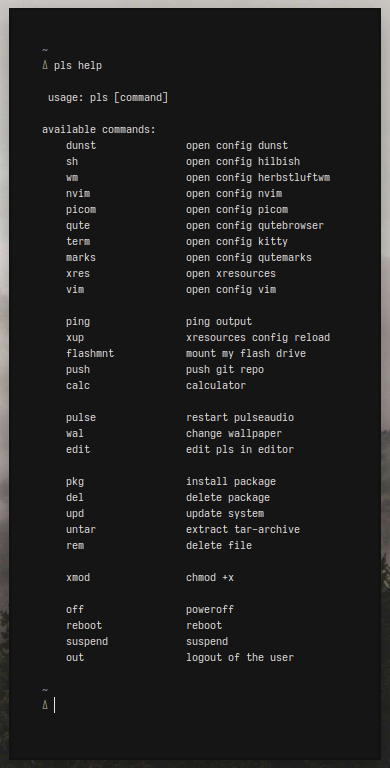 ~
Δ pls help
usage: pls [command]
available commands:
dunst open config dunst
sh open config hilbish
wm open config herbstluftwm
nvim open config nvim
picom open config picom
qute open config qutebrowser
term open config kitty
marks open config qutemarks
xres open xresources
vim open config vim
ping ping output
xup xresources config reload
flashmnt mount my flash drive
push push git repo
calc calculator
pulse restart pulseaudio
wal change wallpaper
edit edit pls in editor
pkg install package
del delete package
upd update system
untar extract tar-archive
rem delete file
xmod chmod +x
off poweroff
reboot reboot
suspend suspend
out logout of the user
~
Δ